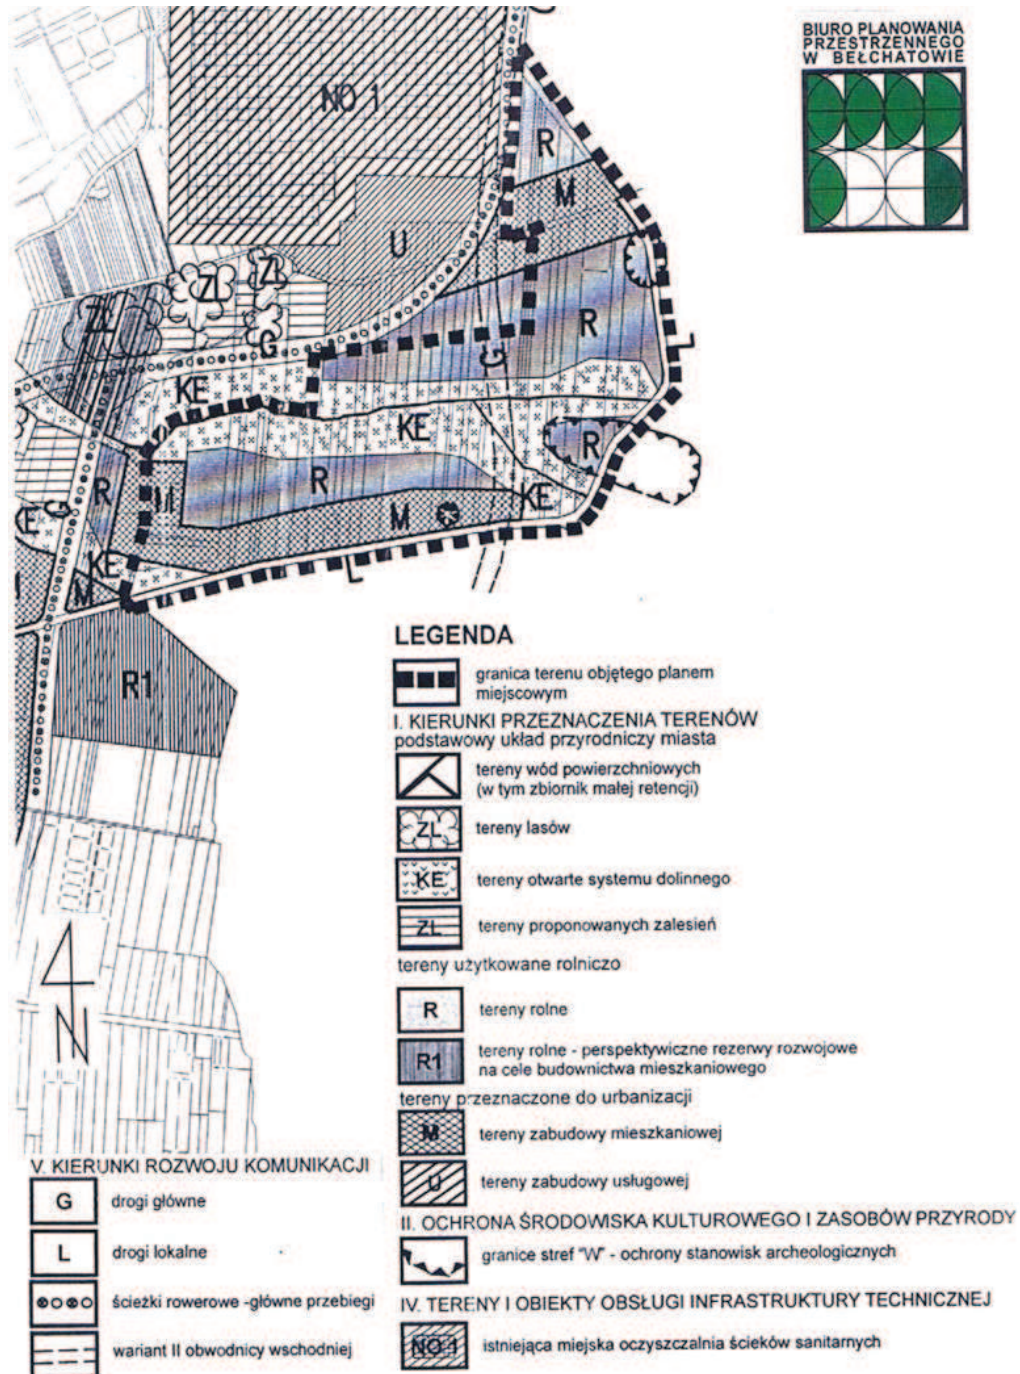 BIURO PLANOWANIA
PRZESTRZENNEGO
W BEŁCHATOWIE
NO 1
R
M
U
ZL
ZL
ZL
G
R
L
G
KE
KE
R
R
R
KE
G
M
KE
KE
M
L
R1
N
LEGENDA
granica terenu objętego planem
miejscowym
I. KIERUNKI PRZEZNACZENIA TERENÓW
podstawowy układ przyrodniczy miasta
tereny wód powierzchniowych
(w tym zbiornik małej retencji)
ZL
tereny lasów
KE
tereny otwarte systemu dolinnego
ZL
tereny proponowanych zalesień
tereny użytkowane rolniczo
R
tereny rolne
R1
tereny rolne - perspektywiczne rezerwy rozwojowe
na cele budownictwa mieszkaniowego
tereny przeznaczone do urbanizacji
M
tereny zabudowy mieszkaniowej
U
tereny zabudowy usługowej
II. OCHRONA ŚRODOWISKA KULTUROWEGO I ZASOBÓW PRZYRODY
granice stref "W" - ochrony stanowisk archeologicznych
IV. TERENY I OBIEKTY OBSŁUGI INFRASTRUKTURY TECHNICZNEJ
NO 1
istniejąca miejska oczyszczalnia ścieków sanitarnych
V. KIERUNKI ROZWOJU KOMUNIKACJI
G
drogi główne
L
drogi lokalne
ścieżki rowerowe -główne przebiegi
wariant II obwodnicy wschodniej